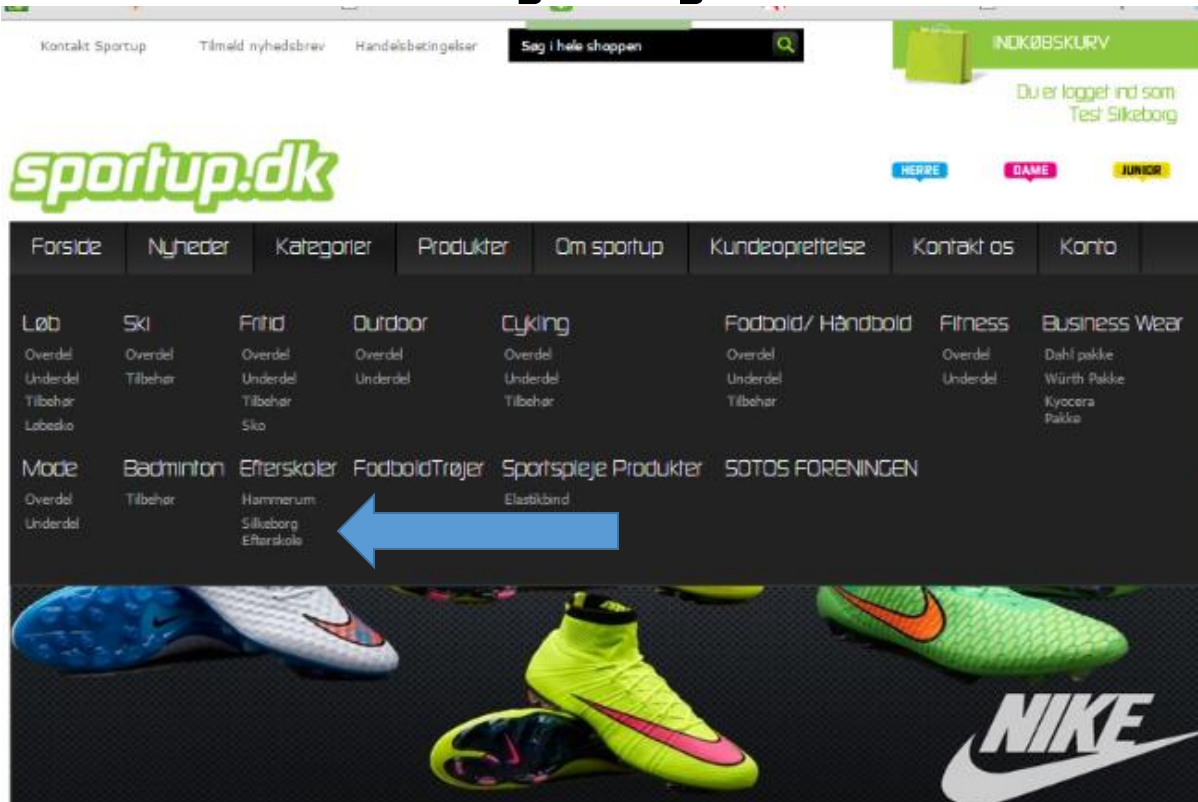 Kontakt Sportup Tilmeld nyhedsbrev Handelsbetingelser Søg i hele shoppen INDKØBSKURV
Du er logget ind som
Test Silkeborg
sportup.dk
HERRE DAME JUNIOR
Forside Nyheder Kategorier Produkter Om sportup Kundeoprettelse Kontakt os Konto
Løb Ski Fritid Outdoor Cykling Fodbold/ Håndbold Fitness Business Wear
Overdel Overdel Overdel Overdel Overdel Overdel Overdel Dahl pakke
Underdel Tilbehør Underdel Underdel Underdel Underdel Underdel Würth Pakke
Tilbehør Tilbehør Tilbehør Tilbehør Kyocera
Løbesko Sko Pakke
Mode Badminton Efterskoler FodboldTrøjer Sportspleje Produkter SOTOS FORENINGEN
Overdel Tilbehør Hammerum Elastikbind
Underdel Silkeborg
Efterskole
NIKE